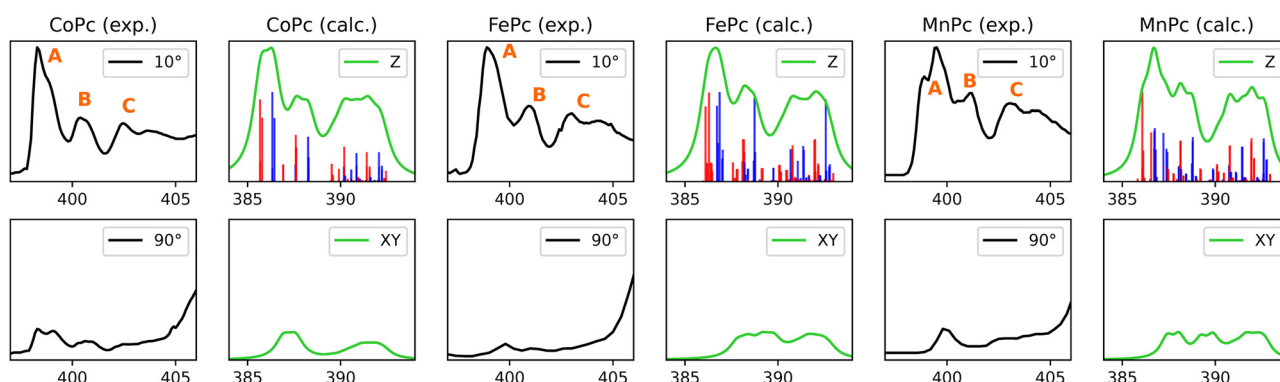 CoPc (exp.) CoPc (calc.) FePc (exp.) FePc (calc.) MnPc (exp.) MnPc (calc.)
A 10° Z A 10° Z 10° Z
B C B C A B C
400 405 385 390 400 405 385 390 400 405 385 390
90° XY 90° XY 90° XY
400 405 385 390 400 405 385 390 400 405 385 390